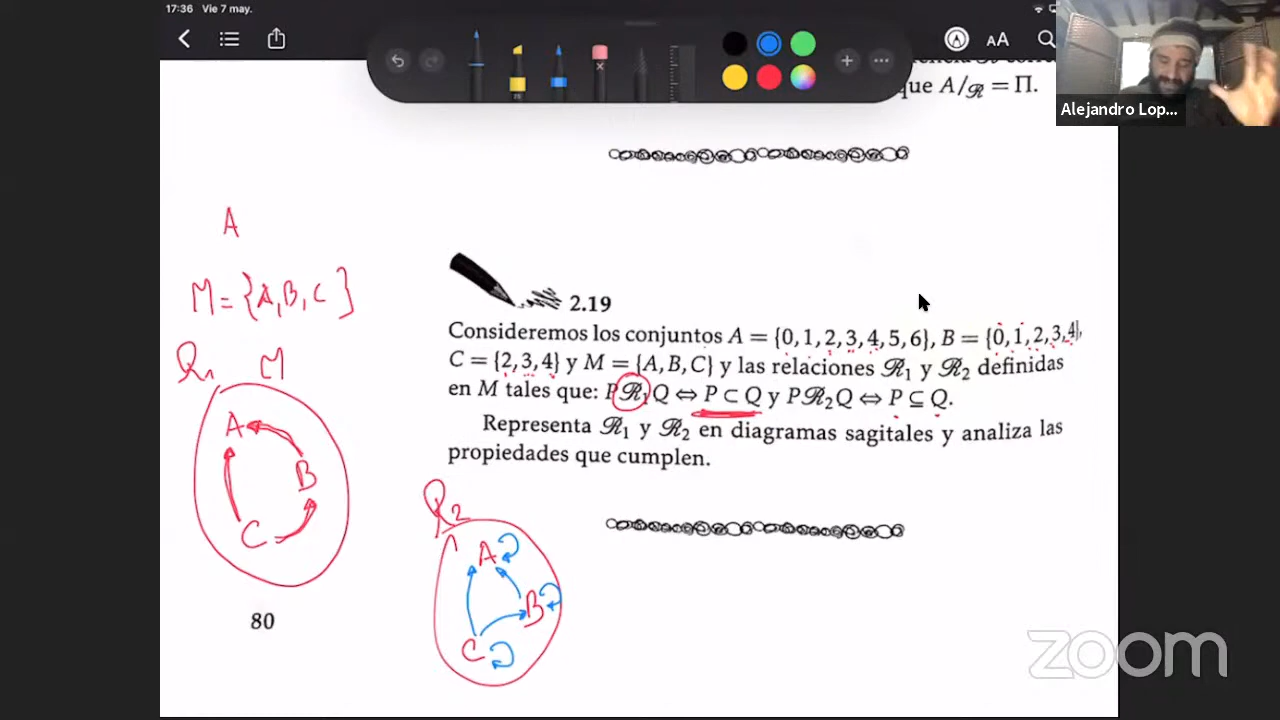 17:36 Vie 7 may.
AA
Alejandro Lop...
que A/ℛ = Π.
A
M = {A, B, C}
2.19
Consideremos los conjuntos A = {0, 1, 2, 3, 4, 5, 6}, B = {0, 1, 2, 3, 4},
C = {2, 3, 4} y M = {A, B, C} y las relaciones ℛ₁ y ℛ₂ definidas
en M tales que: Pℛ₁Q ⇔ P ⊂ Q y Pℛ₂Q ⇔ P ⊆ Q.
Representa ℛ₁ y ℛ₂ en diagramas sagitales y analiza las
propiedades que cumplen.
R₁ M
A
B
C
R₂
A
B
C
80
zoom